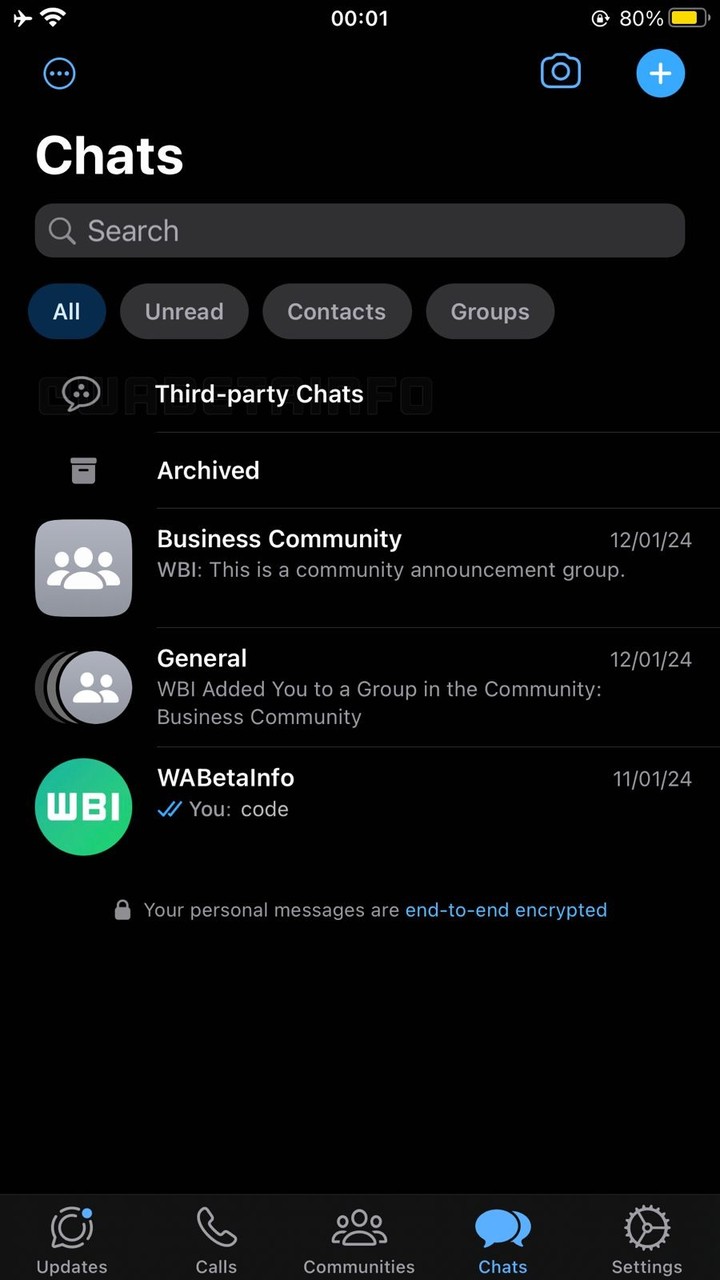 00:01
80%
Chats
Search
All Unread Contacts Groups
WABETAINFO
Third-party Chats
Archived
Business Community 12/01/24
WBI: This is a community announcement group.
General 12/01/24
WBI Added You to a Group in the Community:
Business Community
WBI
WABetaInfo 11/01/24
You: code
Your personal messages are end-to-end encrypted
Updates Calls Communities Chats Settings